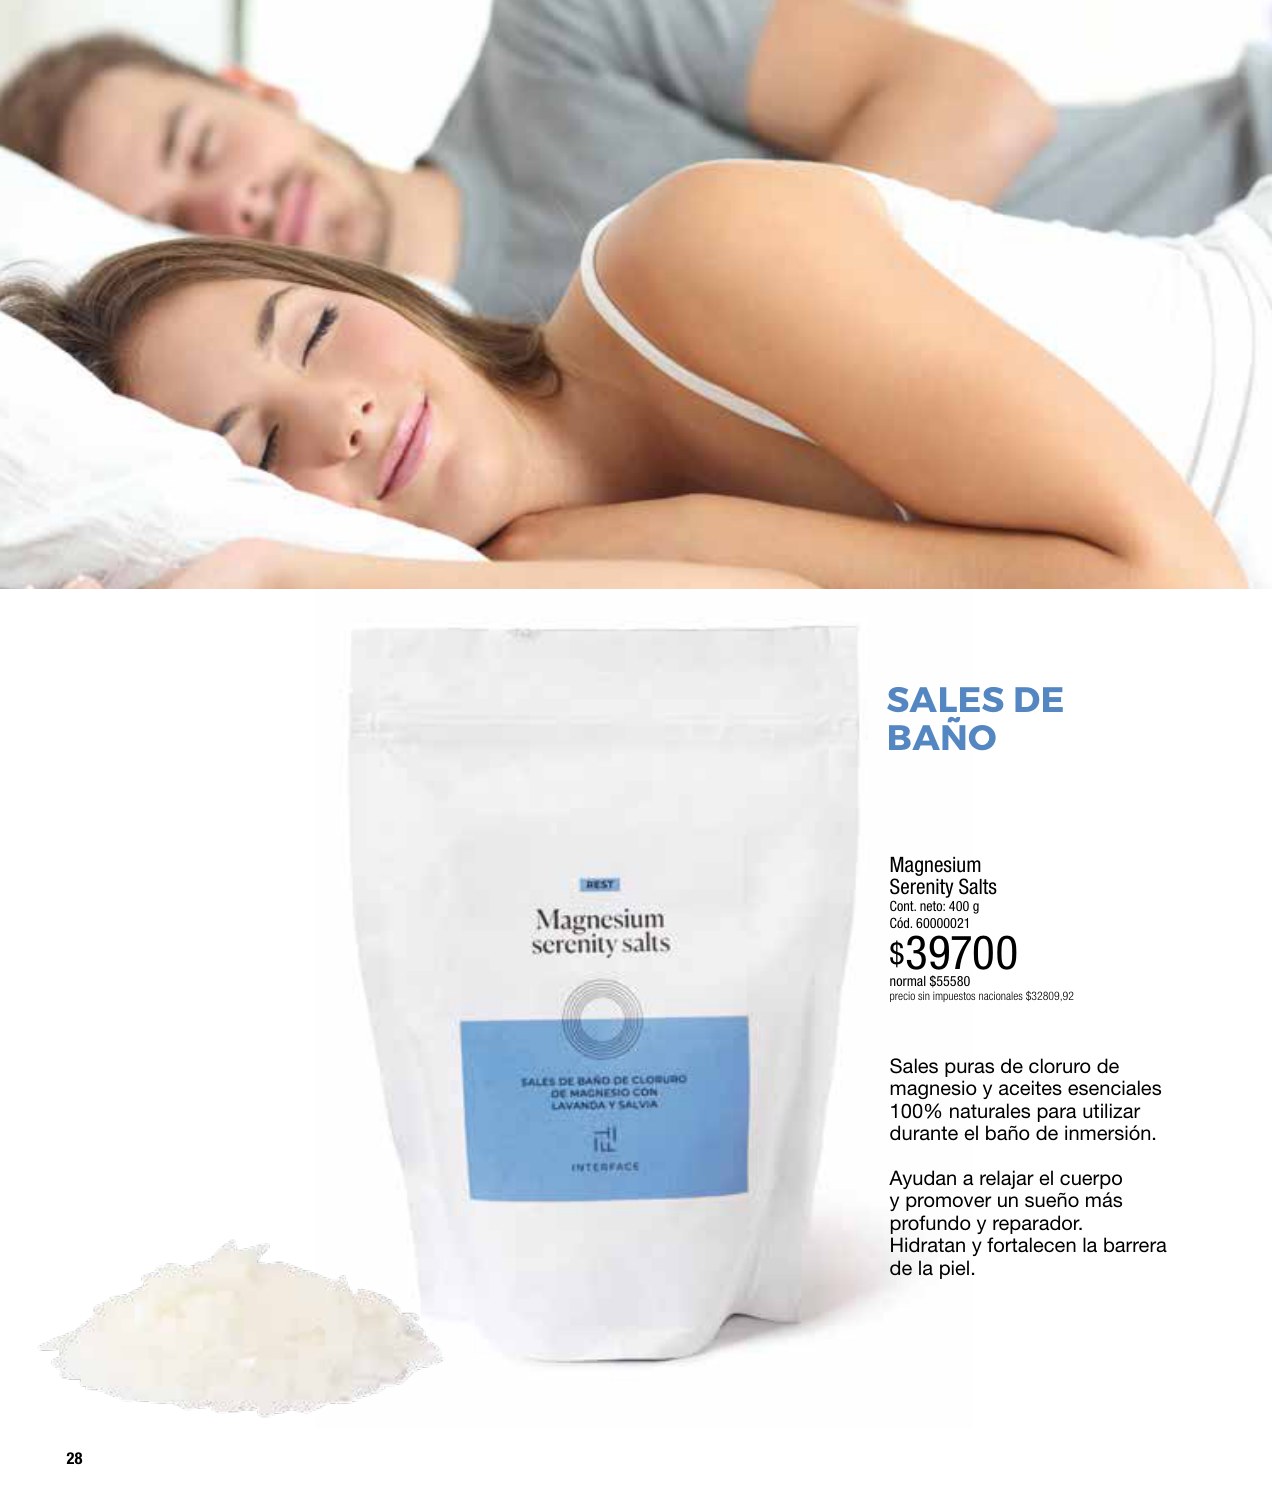 SALES DE
BAÑO
Magnesium
Serenity Salts
Cont. neto: 400 g
Cód. 60000021
$39700
normal $55580
precio sin impuestos nacionales $32809,92
Sales puras de cloruro de
magnesio y aceites esenciales
100% naturales para utilizar
durante el baño de inmersión.
Ayudan a relajar el cuerpo
y promover un sueño más
profundo y reparador.
Hidratan y fortalecen la barrera
de la piel.
REST
Magnesium
serenity salts
SALES DE BAÑO DE CLORURO
DE MAGNESIO CON
LAVANDA Y SALVIA
INTERFACE
28